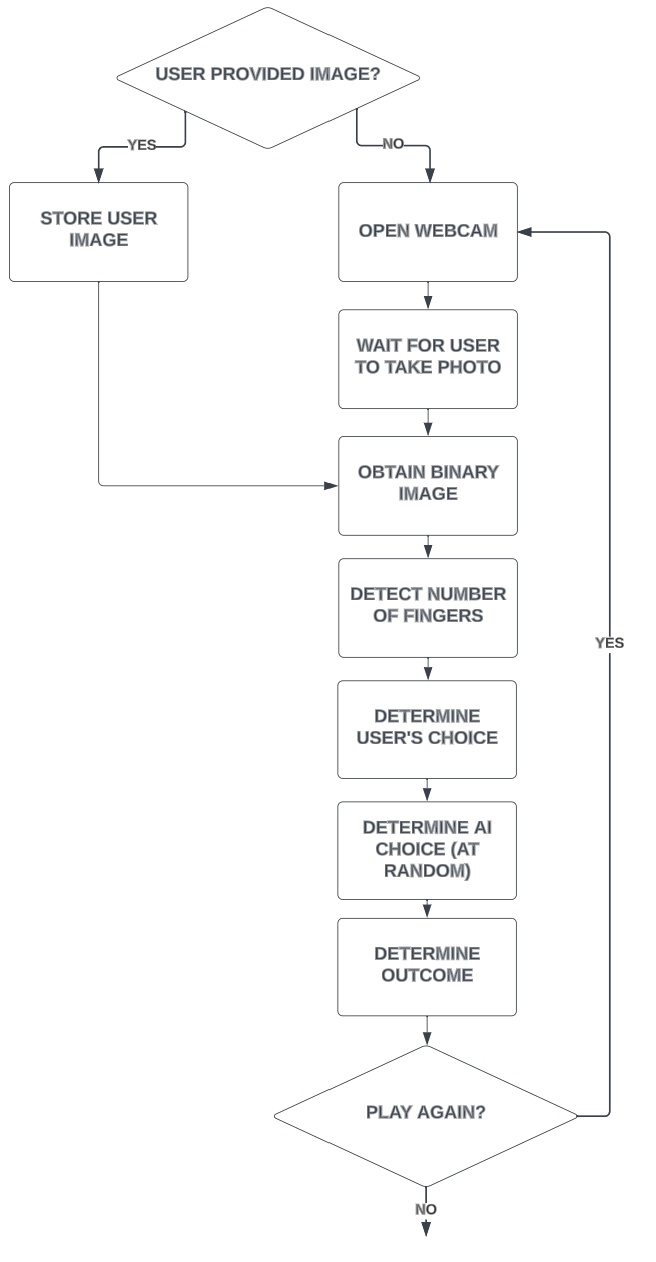 USER PROVIDED IMAGE?
YES
NO
STORE USER
IMAGE
OPEN WEBCAM
WAIT FOR USER
TO TAKE PHOTO
OBTAIN BINARY
IMAGE
DETECT NUMBER
OF FINGERS
YES
DETERMINE
USER'S CHOICE
DETERMINE AI
CHOICE (AT
RANDOM)
DETERMINE
OUTCOME
PLAY AGAIN?
NO